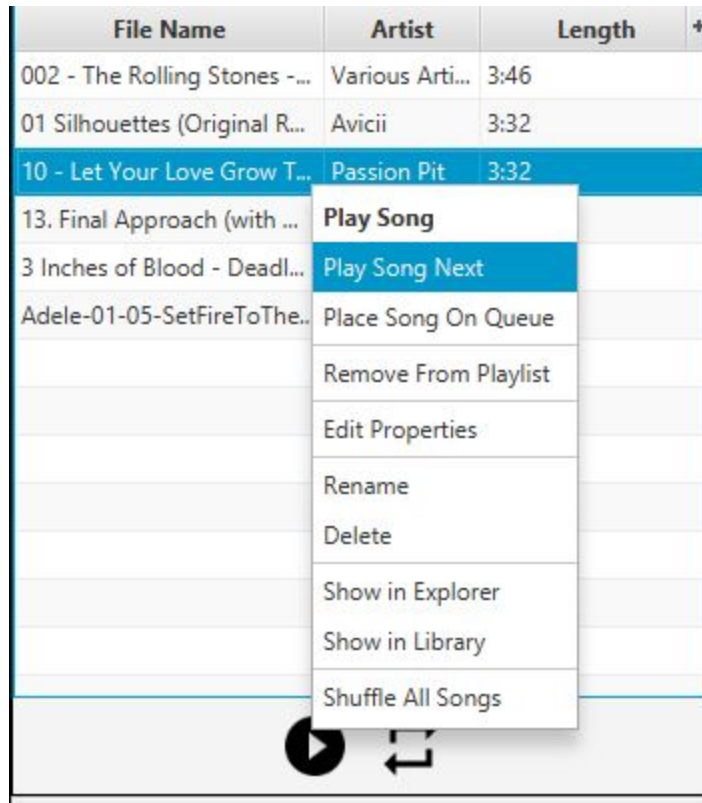 File Name Artist Length +
002 - The Rolling Stones -... Various Arti... 3:46
01 Silhouettes (Original R... Avicii 3:32
10 - Let Your Love Grow T... Passion Pit 3:32
13. Final Approach (with ...
3 Inches of Blood - Deadl...
Adele-01-05-SetFireToThe...
Play Song
Play Song Next
Place Song On Queue
Remove From Playlist
Edit Properties
Rename
Delete
Show in Explorer
Show in Library
Shuffle All Songs